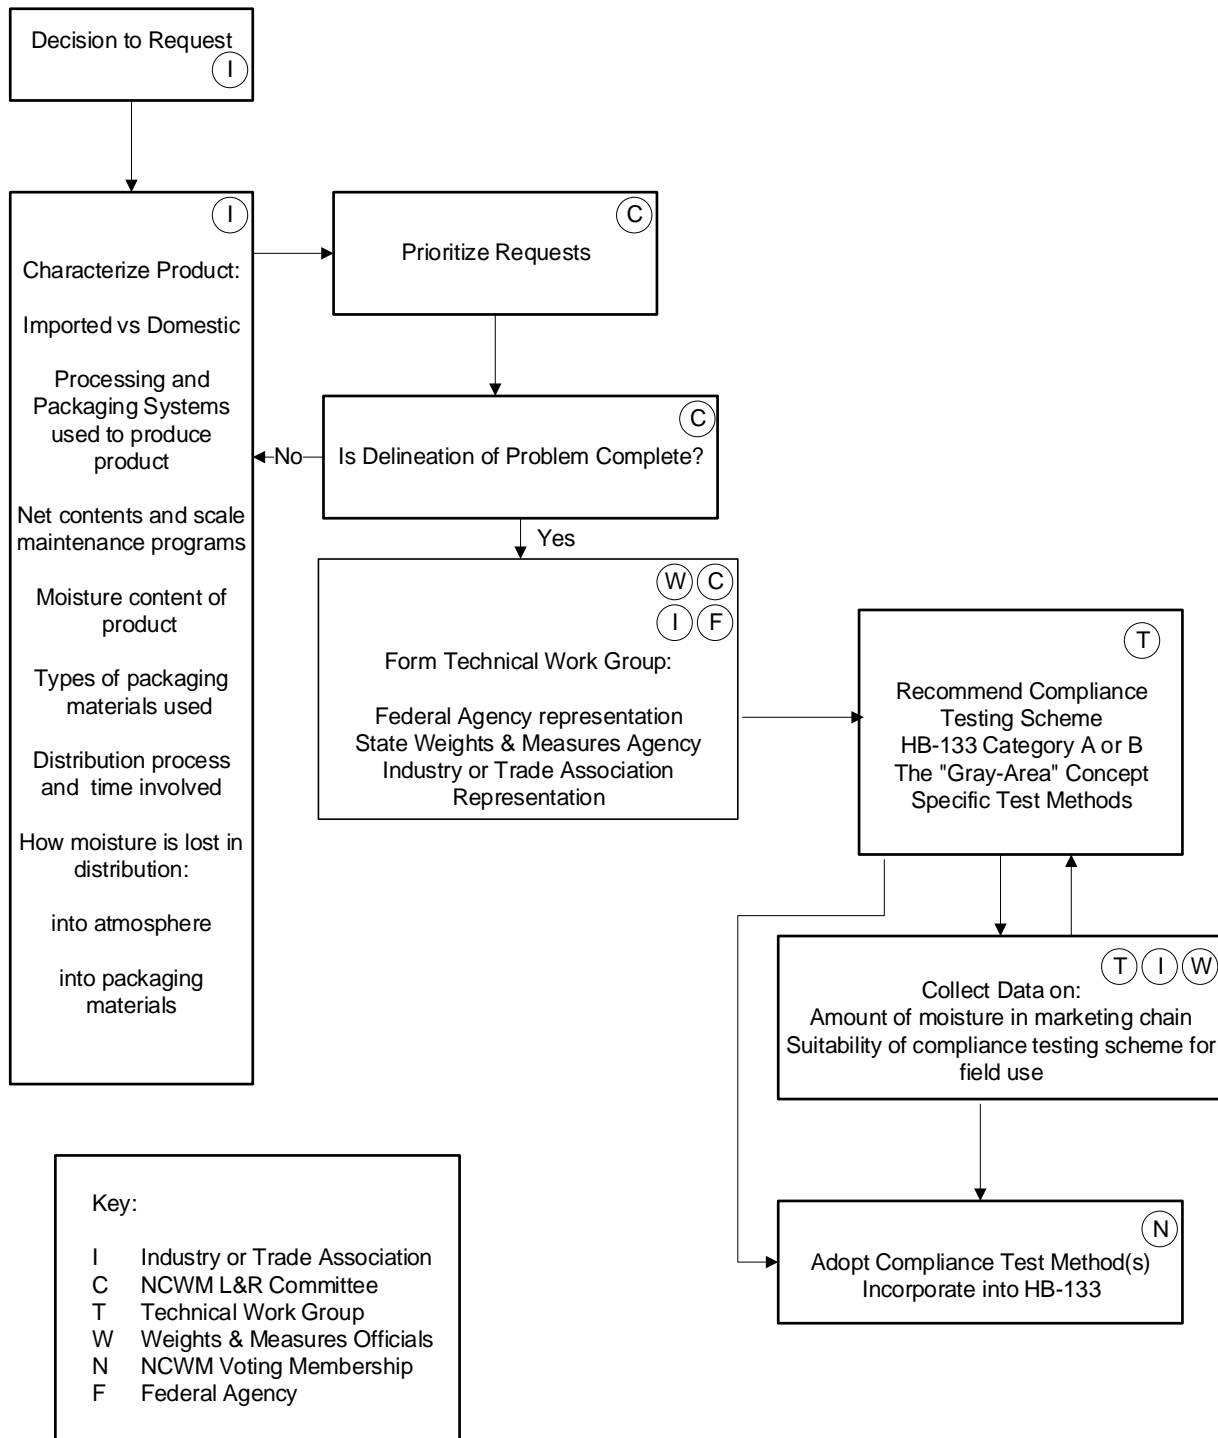 Decision to Request
I
I
Characterize Product:
Imported vs Domestic
Processing and
Packaging Systems
used to produce
product
Net contents and scale
maintenance programs
Moisture content of
product
Types of packaging
materials used
Distribution process
and time involved
How moisture is lost in
distribution:
into atmosphere
into packaging
materials
C
Prioritize Requests
C
Is Delineation of Problem Complete?
No
Yes
W C
I F
Form Technical Work Group:
Federal Agency representation
State Weights & Measures Agency
Industry or Trade Association
Representation
T
Recommend Compliance
Testing Scheme
HB-133 Category A or B
The "Gray-Area" Concept
Specific Test Methods
T I W
Collect Data on:
Amount of moisture in marketing chain
Suitability of compliance testing scheme for
field use
N
Adopt Compliance Test Method(s)
Incorporate into HB-133
Key:
I Industry or Trade Association
C NCWM L&R Committee
T Technical Work Group
W Weights & Measures Officials
N NCWM Voting Membership
F Federal Agency